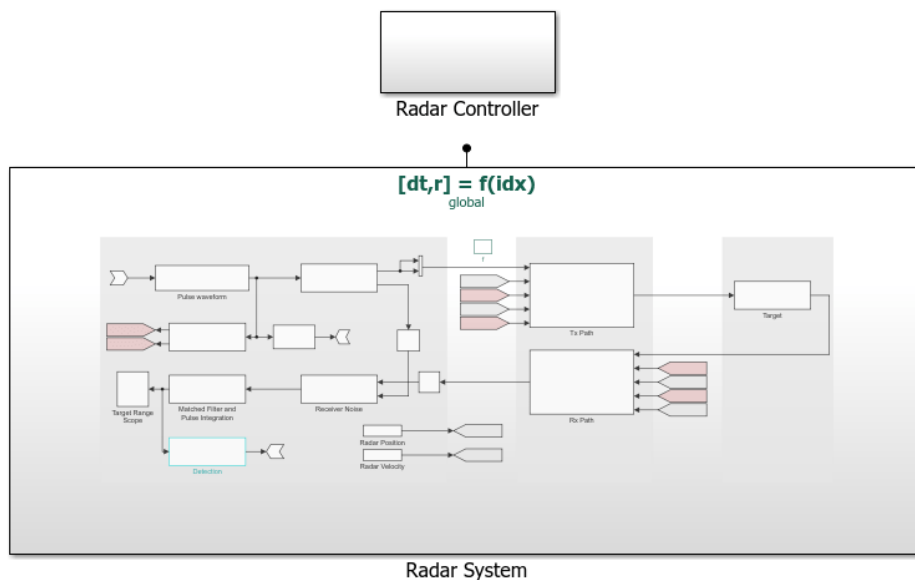 Radar Controller
[dt,r] = f(idx)
global
f
Pulse waveform
Tx Path
Target
Target Range
Scope
Matched Filter and
Pulse Integration
Receiver Noise
Rx Path
Radar Position
Radar Velocity
Detection
Radar System